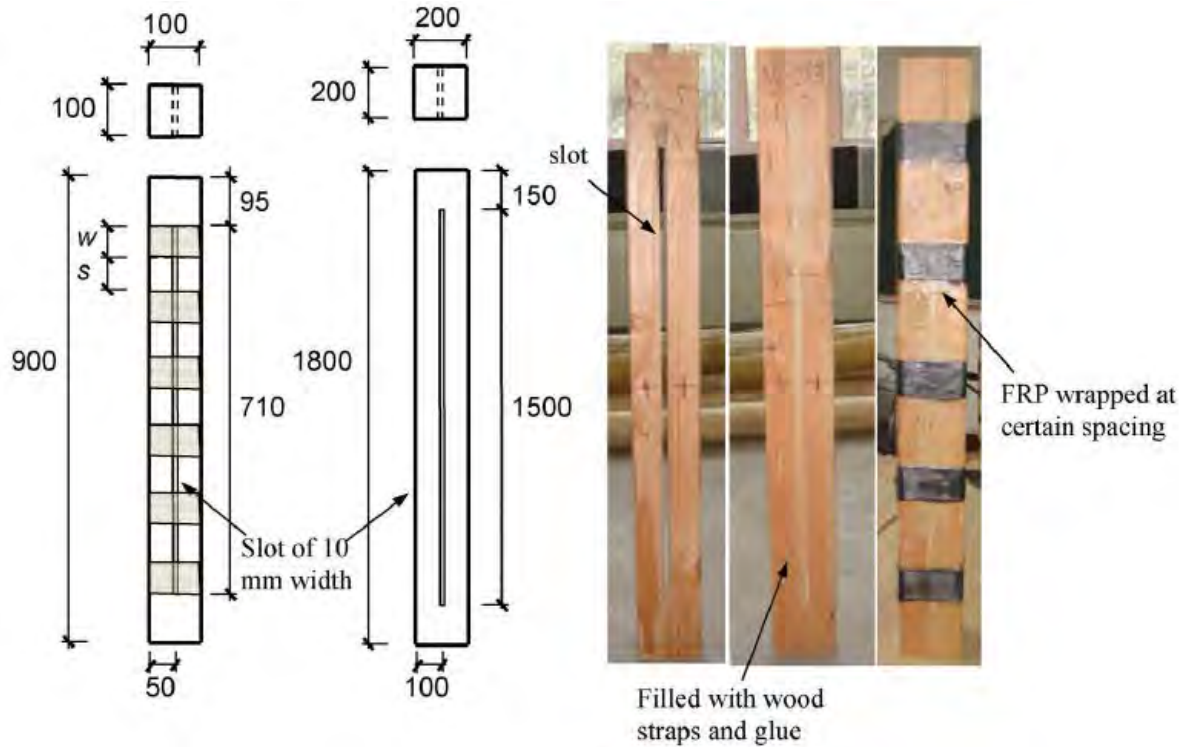 100
100
900
w
s
95
710
50
200
200
1800
150
1500
100
Slot of 10
mm width
slot
FRP wrapped at
certain spacing
Filled with wood
straps and glue